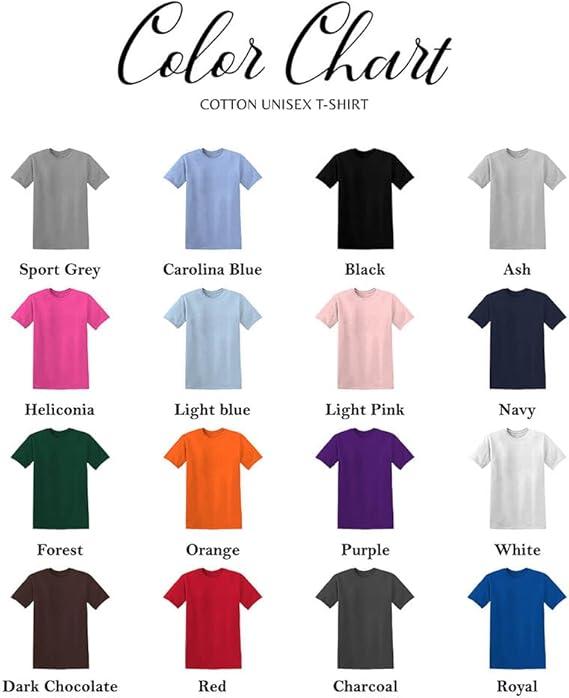 Color Chart
COTTON UNISEX T-SHIRT
Sport Grey
Carolina Blue
Black
Ash
Heliconia
Light blue
Light Pink
Navy
Forest
Orange
Purple
White
Dark Chocolate
Red
Charcoal
Royal